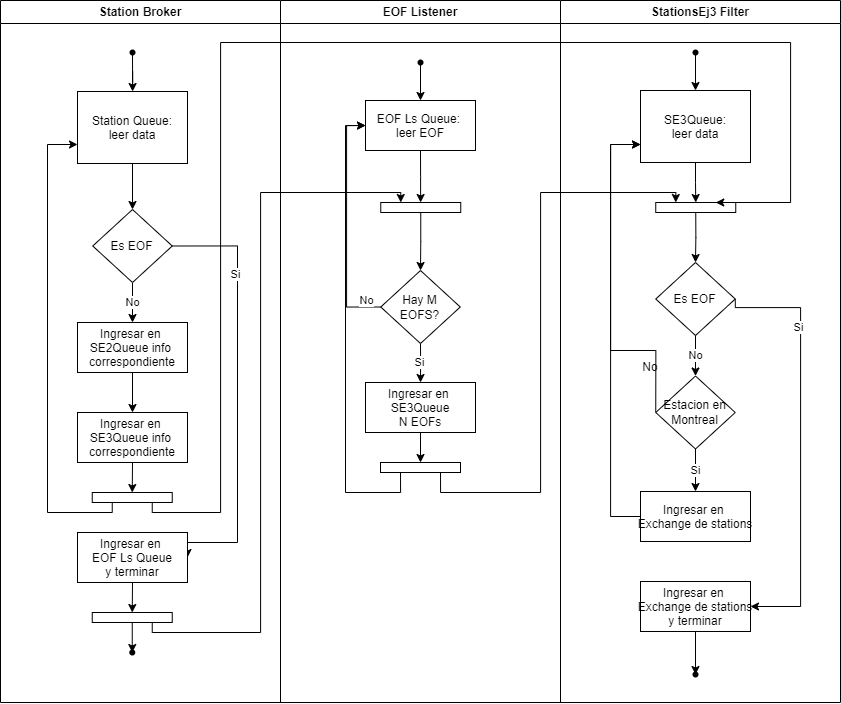 Station Broker
EOF Listener
StationsEj3 Filter
Station Queue:
leer data
Es EOF
Si
No
Ingresar en
SE2Queue info
correspondiente
Ingresar en
SE3Queue info
correspondiente
Ingresar en
EOF Ls Queue
y terminar
EOF Ls Queue:
leer EOF
Hay M
EOFS?
No
Si
Ingresar en
SE3Queue
N EOFs
SE3Queue:
leer data
Es EOF
Si
No
No
Estacion en
Montreal
Si
Ingresar en
Exchange de stations
Ingresar en
Exchange de stations
y terminar